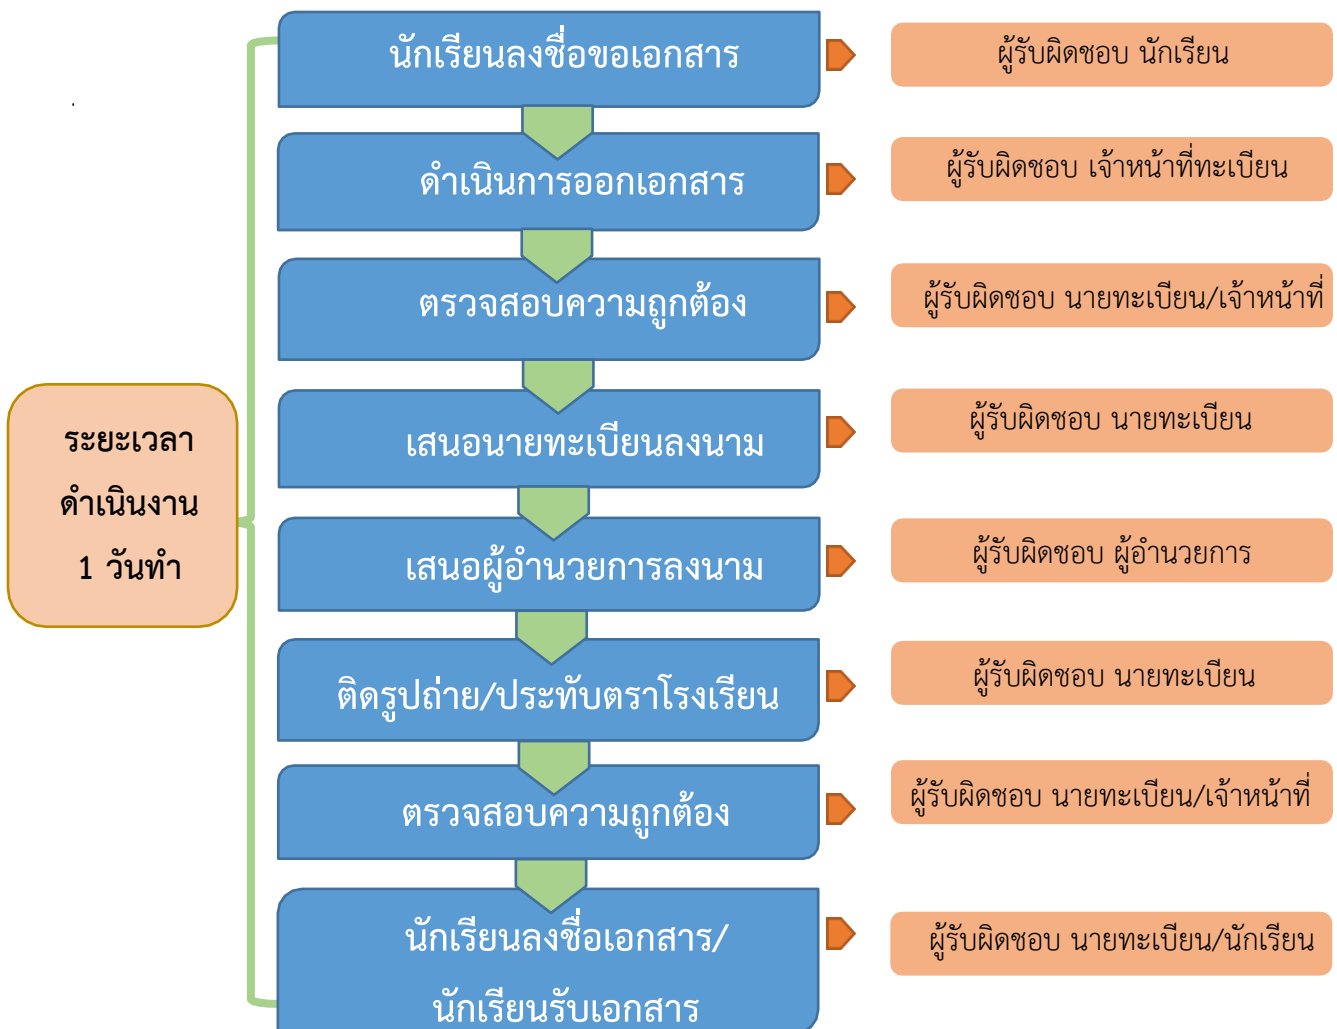 นักเรียนลงชื่อขอเอกสาร
ผู้รับผิดชอบ นักเรียน
ดำเนินการออกเอกสาร
ผู้รับผิดชอบ เจ้าหน้าที่ทะเบียน
ตรวจสอบความถูกต้อง
ผู้รับผิดชอบ นายทะเบียน/เจ้าหน้าที่
เสนอนายทะเบียนลงนาม
ผู้รับผิดชอบ นายทะเบียน
ระยะเวลา
ดำเนินงาน
1 วันทำ
เสนอผู้อำนวยการลงนาม
ผู้รับผิดชอบ ผู้อำนวยการ
ติดรูปถ่าย/ประทับตราโรงเรียน
ผู้รับผิดชอบ นายทะเบียน
ตรวจสอบความถูกต้อง
ผู้รับผิดชอบ นายทะเบียน/เจ้าหน้าที่
นักเรียนลงชื่อเอกสาร/
นักเรียนรับเอกสาร
ผู้รับผิดชอบ นายทะเบียน/นักเรียน